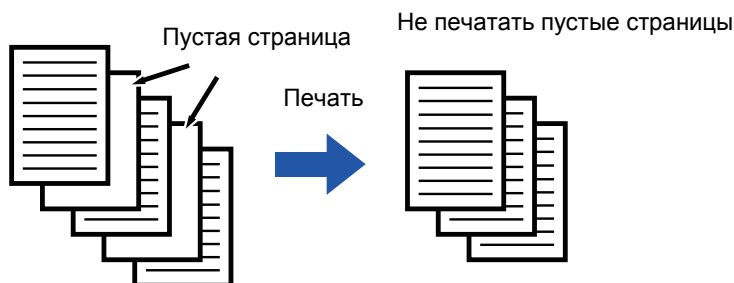 Пустая страница
Не печатать пустые страницы
Печать